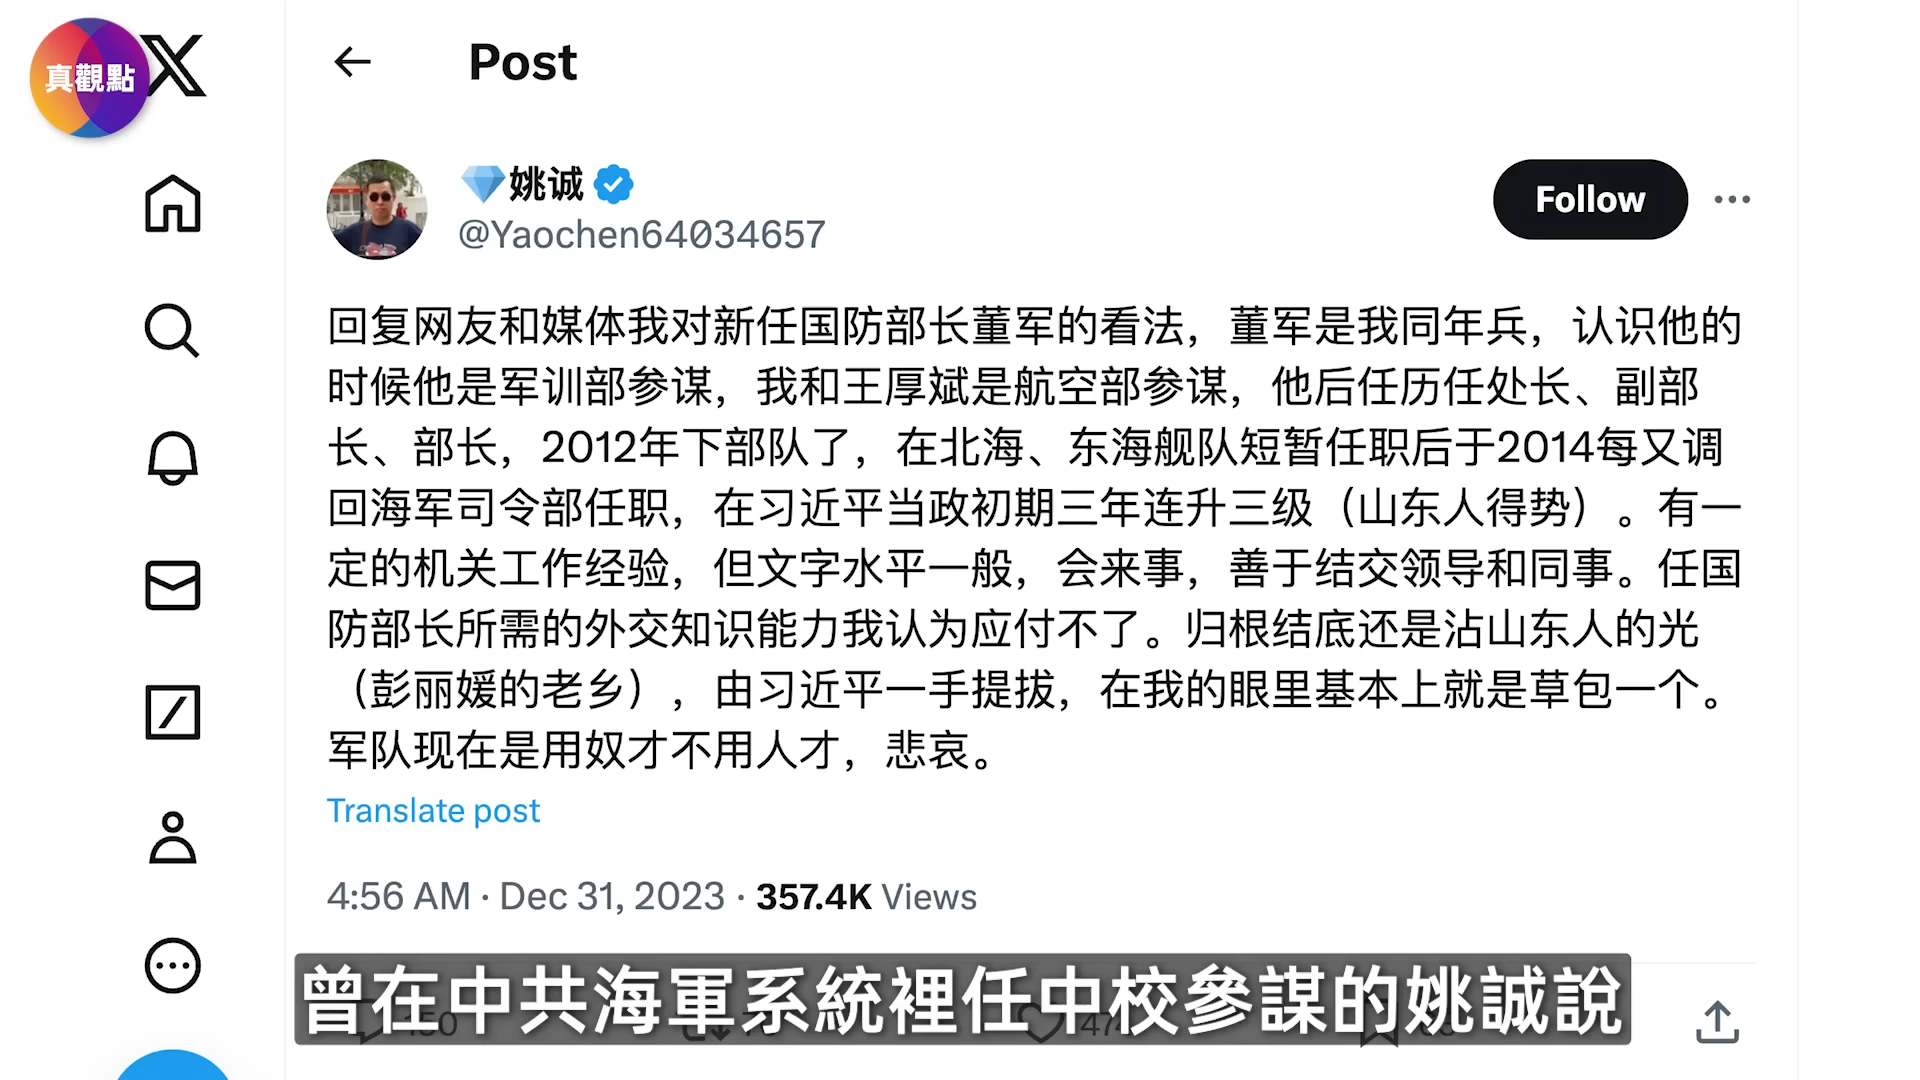 真觀點
Post
姚诚
@Yaochen64034657
Follow
回复网友和媒体我对新任国防部长董军的看法，董军是我同年兵，认识他的
时候他是军训部参谋，我和王厚斌是航空部参谋，他后任历任处长、副部
长、部长，2012年下部队了，在北海、东海舰队短暂任职后于2014每又调
回海军司令部任职，在习近平当政初期三年连升三级（山东人得势）。有一
定的机关工作经验，但文字水平一般，会来事，善于结交领导和同事。任国
防部长所需的外交知识能力我认为应付不了。归根结底还是沾山东人的光
（彭丽媛的老乡），由习近平一手提拔，在我的眼里基本上就是草包一个。
军队现在是用奴才不用人才，悲哀。
Translate post
4:56 AM · Dec 31, 2023 · 357.4K Views
曾在中共海軍系統裡任中校參謀的姚誠說